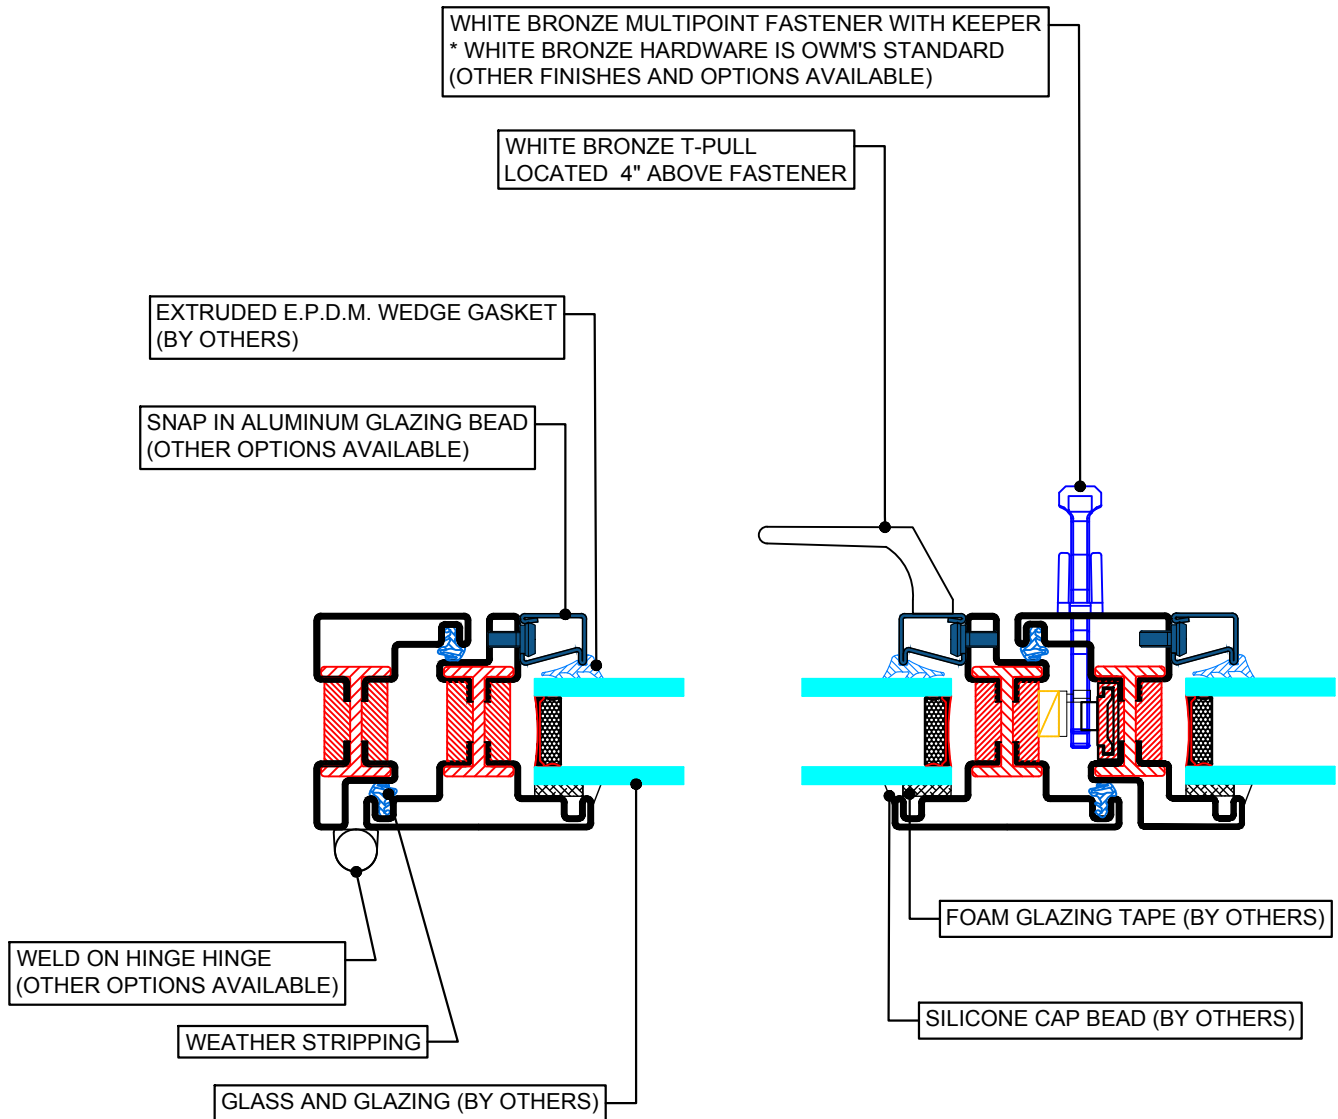 WHITE BRONZE MULTIPOINT FASTENER WITH KEEPER
* WHITE BRONZE HARDWARE IS OWM'S STANDARD
(OTHER FINISHES AND OPTIONS AVAILABLE)
WHITE BRONZE T-PULL
LOCATED 4" ABOVE FASTENER
EXTRUDED E.P.D.M. WEDGE GASKET
(BY OTHERS)
SNAP IN ALUMINUM GLAZING BEAD
(OTHER OPTIONS AVAILABLE)
FOAM GLAZING TAPE (BY OTHERS)
WELD ON HINGE HINGE
(OTHER OPTIONS AVAILABLE)
SILICONE CAP BEAD (BY OTHERS)
WEATHER STRIPPING
GLASS AND GLAZING (BY OTHERS)